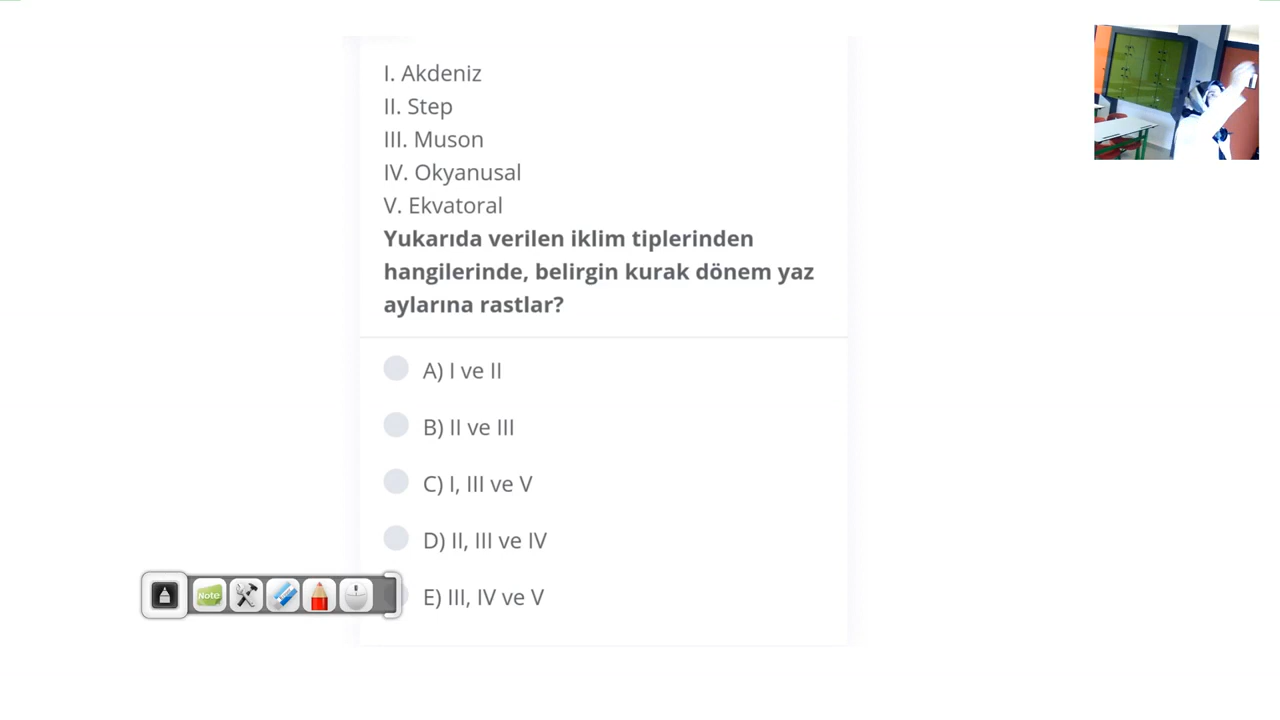 I. Akdeniz
II. Step
III. Muson
IV. Okyanusal
V. Ekvatoral
Yukarıda verilen iklim tiplerinden
hangilerinde, belirgin kurak dönem yaz
aylarına rastlar?
A) I ve II
B) II ve III
C) I, III ve V
D) II, III ve IV
Note
E) III, IV ve V